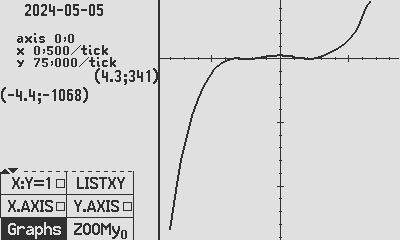 2024-05-05
axis 0;0
x 0;500/tick
y 75;000/tick
(4.3;341)
(-4.4;-1068)
X:Y=1 LISTXY
X.AXIS Y.AXIS
Graphs ZOOMy0